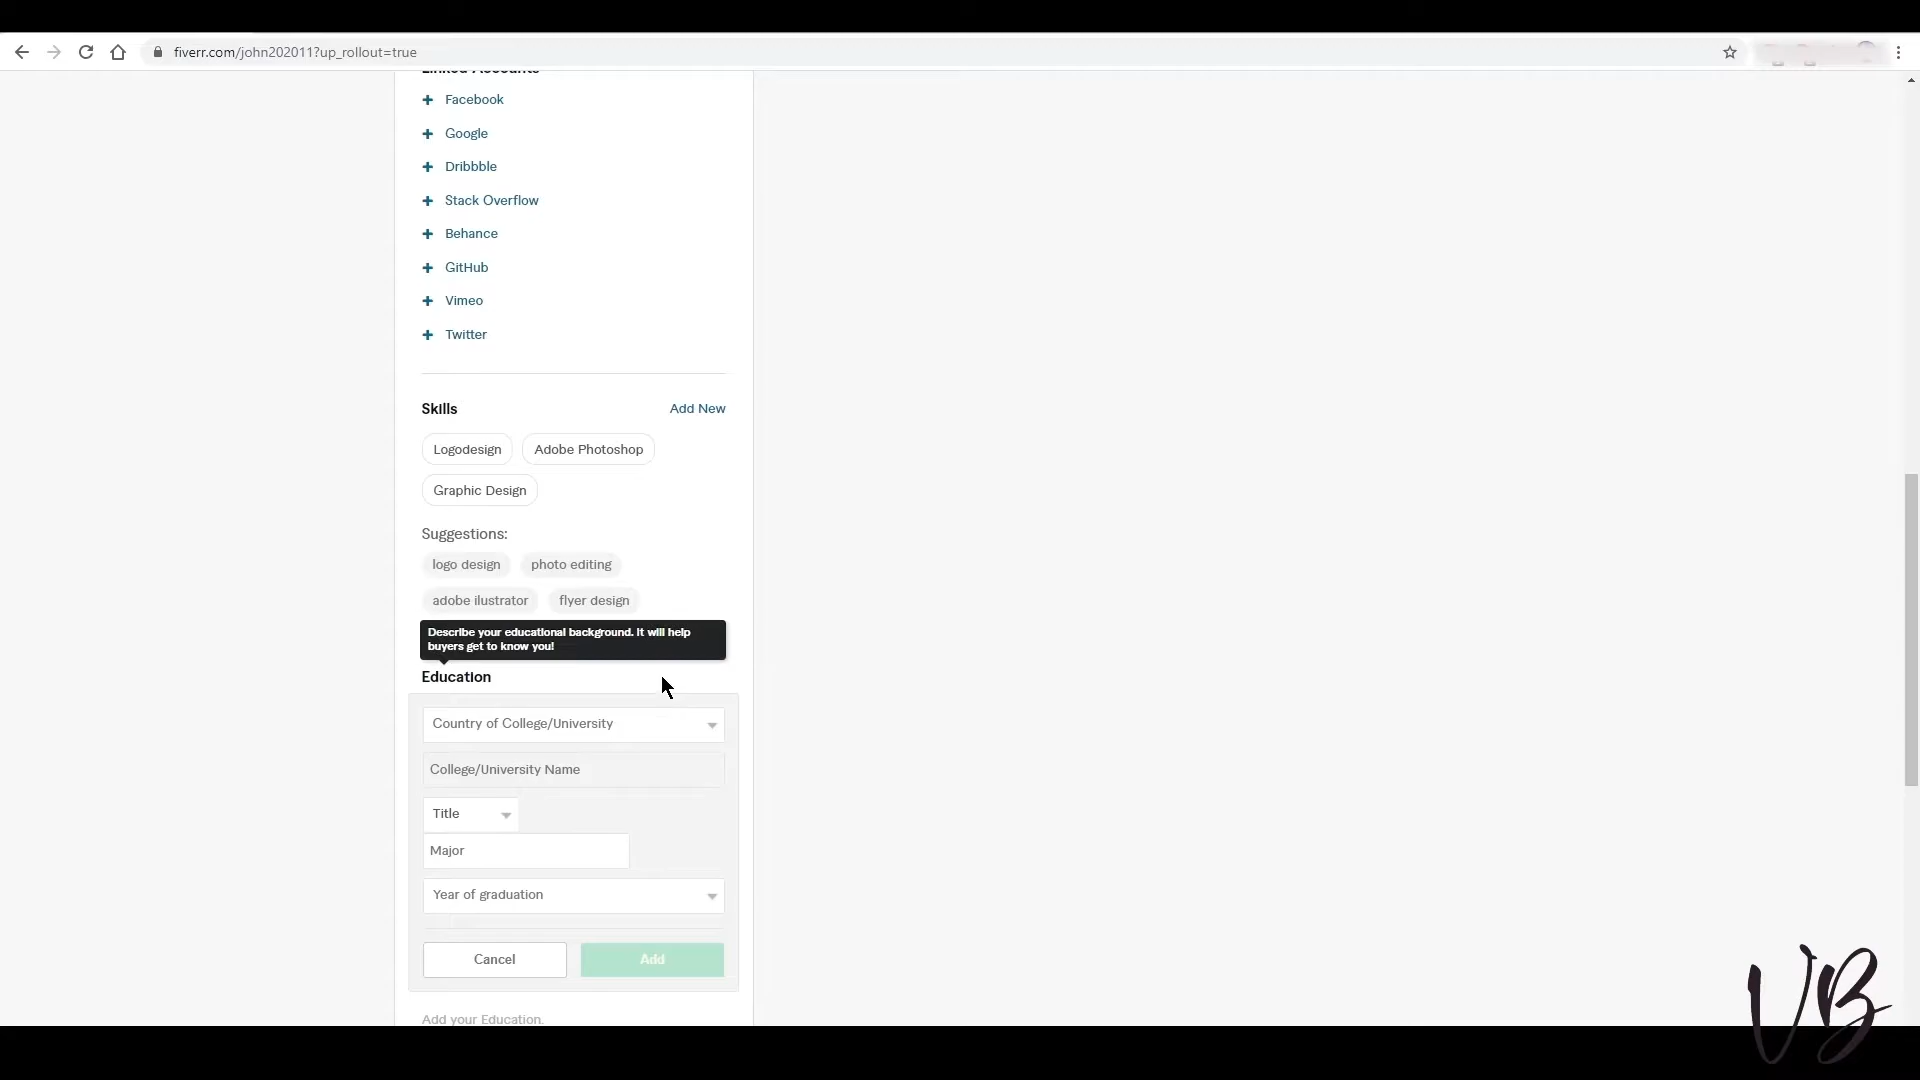 fiverr.com/john202011?up_rollout=true
Linked Accounts
+ Facebook
+ Google
+ Dribbble
+ Stack Overflow
+ Behance
+ GitHub
+ Vimeo
+ Twitter
Skills Add New
Logodesign Adobe Photoshop
Graphic Design
Suggestions:
logo design photo editing
adobe ilustrator flyer design
Describe your educational background. It will help
buyers get to know you!
Education
Country of College/University
College/University Name
Title
Major
Year of graduation
Cancel Add
Add your Education.
VB